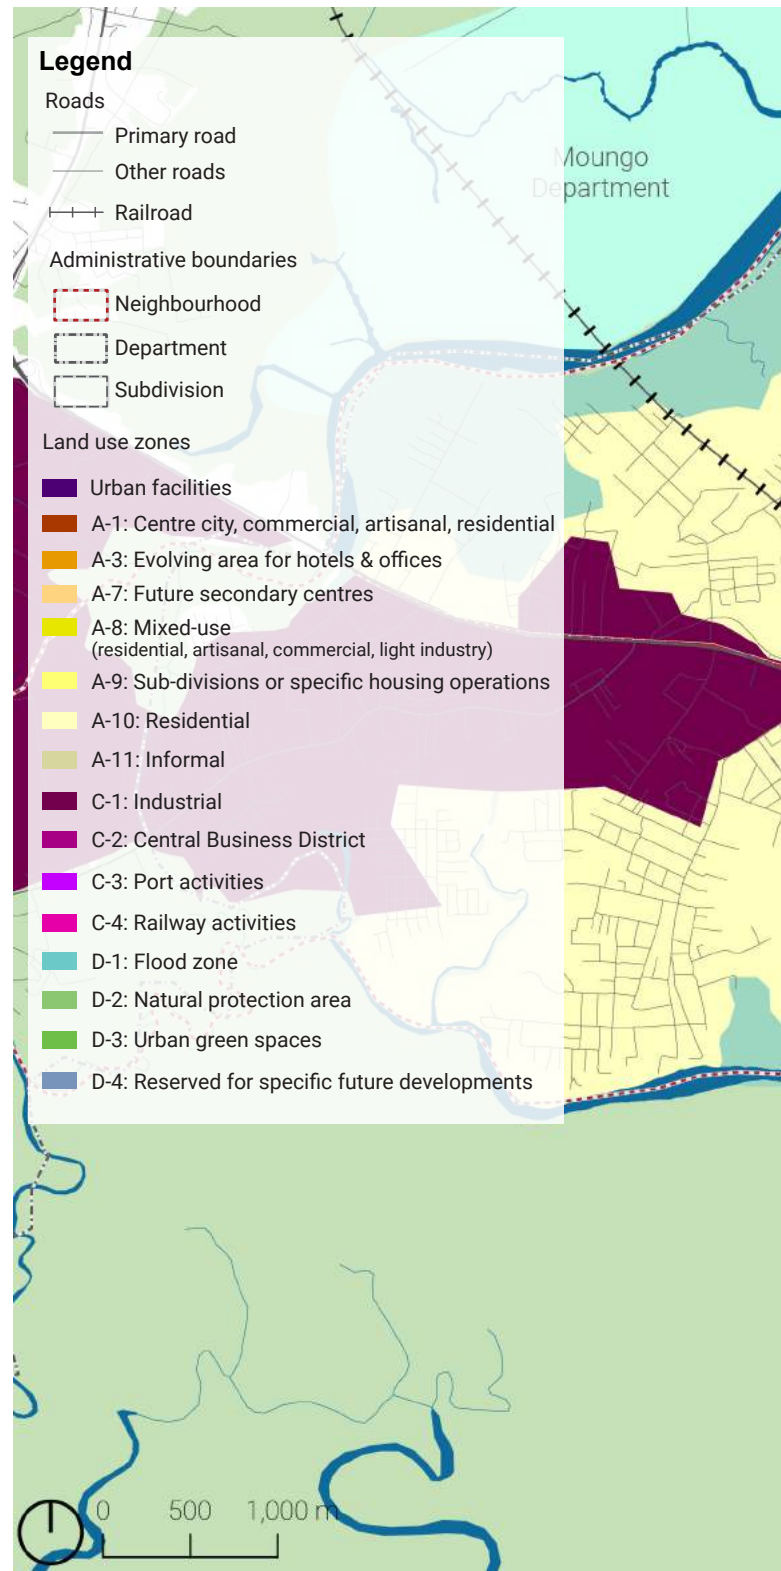 Legend
Roads
Primary road
Other roads
Railroad
Administrative boundaries
Neighbourhood
Department
Subdivision
Land use zones
Urban facilities
A-1: Centre city, commercial, artisanal, residential
A-3: Evolving area for hotels & offices
A-7: Future secondary centres
A-8: Mixed-use
(residential, artisanal, commercial, light industry)
A-9: Sub-divisions or specific housing operations
A-10: Residential
A-11: Informal
C-1: Industrial
C-2: Central Business District
C-3: Port activities
C-4: Railway activities
D-1: Flood zone
D-2: Natural protection area
D-3: Urban green spaces
D-4: Reserved for specific future developments
Moungo
Department
0 500 1,000 m